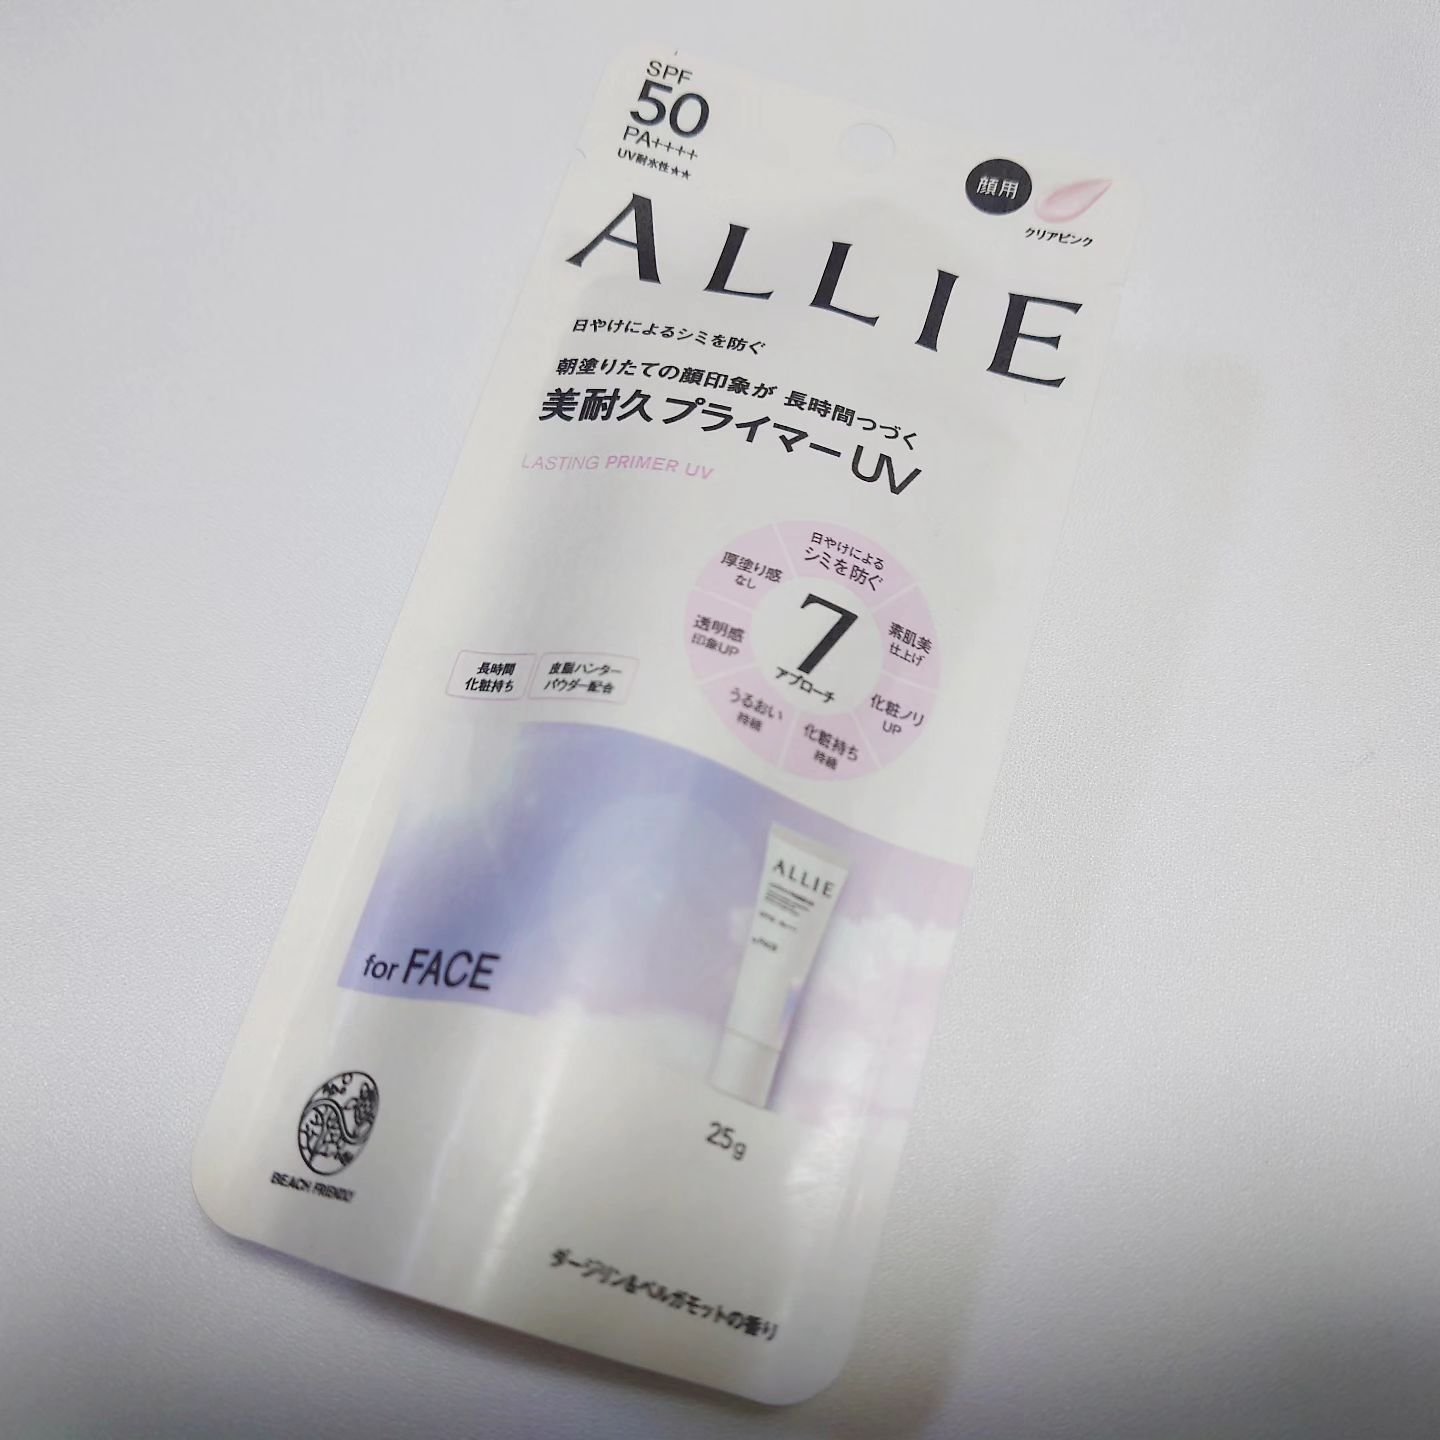 SPF
50
PA++++
UV耐水性★★
顔用
クリアピンク
ALLIE
日やけによるシミを防ぐ
朝塗りたての顔印象が 長時間つづく
美耐久プライマーUV
LASTING PRIMER UV
日やけによる
シミを防ぐ
素肌美
仕上げ
化粧ノリ
UP
化粧持ち
持続
うるおい
持続
透明感
印象UP
厚塗り感
なし
7
アプローチ
長時間
化粧持ち
皮脂ハンター
パウダー配合
ALLIE
for FACE
25g
BEACH FRIENDLY
ダージリン&ベルガモットの香り